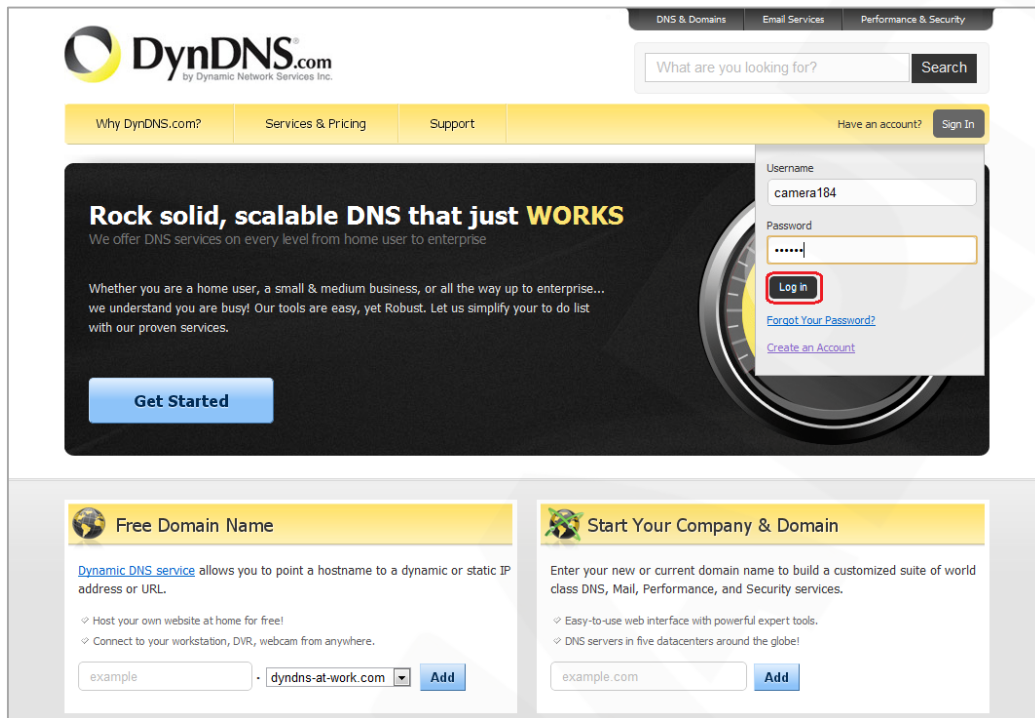 DNS & Domains Email Services Performance & Security
DynDNS.com
by Dynamic Network Services Inc.
What are you looking for? Search
Why DynDNS.com? Services & Pricing Support Have an account? Sign In
Username
camera184
Password
••••••
Log in
Forgot Your Password?
Create an Account
Rock solid, scalable DNS that just WORKS
We offer DNS services on every level from home user to enterprise
Whether you are a home user, a small & medium business, or all the way up to enterprise...
we understand you are busy! Our tools are easy, yet Robust. Let us simplify your to do list
with our proven services.
Get Started
Free Domain Name
Dynamic DNS service allows you to point a hostname to a dynamic or static IP
address or URL.
Host your own website at home for free!
Connect to your workstation, DVR, webcam from anywhere.
example . dyndns-at-work.com Add
Start Your Company & Domain
Enter your new or current domain name to build a customized suite of world
class DNS, Mail, Performance, and Security services.
Easy-to-use web interface with powerful expert tools.
DNS servers in five datacenters around the globe!
example.com Add